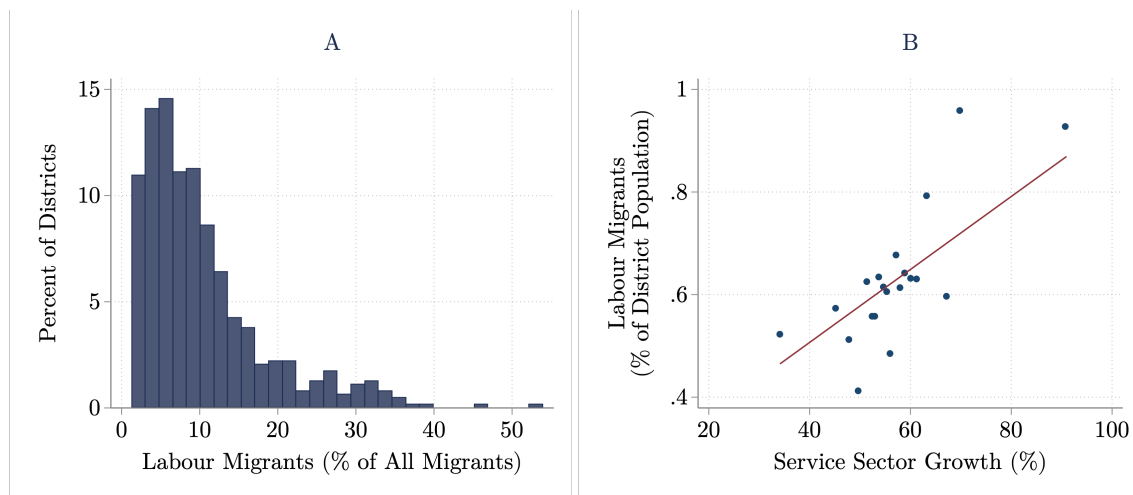 A
Percent of Districts
15
10
5
0
0 10 20 30 40 50
Labour Migrants (% of All Migrants)
B
Labour Migrants
(% of District Population)
1
.8
.6
.4
20 40 60 80 100
Service Sector Growth (%)